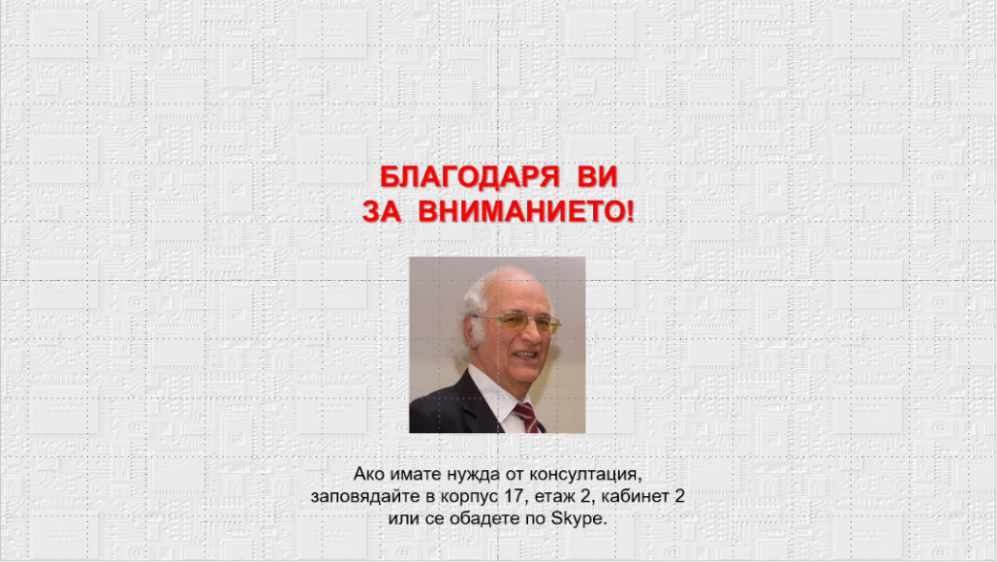 БЛАГОДАРЯ ВИ
ЗА ВНИМАНИЕТО!
Ако имате нужда от консултация,
заповядайте в корпус 17, етаж 2, кабинет 2
или се обадете по Skype.